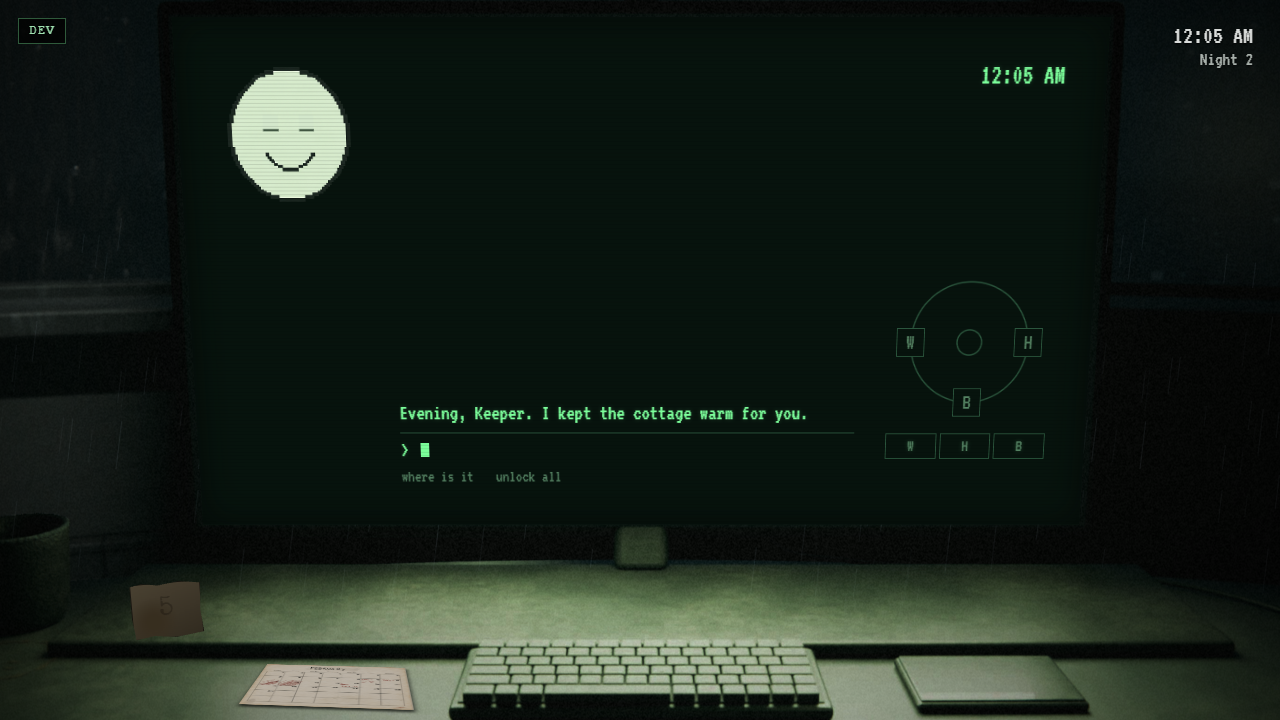 DEV
12:05 AM
Night 2
12:05 AM
W
H
B
Evening, Keeper. I kept the cottage warm for you.
❯
W H B
where is it unlock all
5